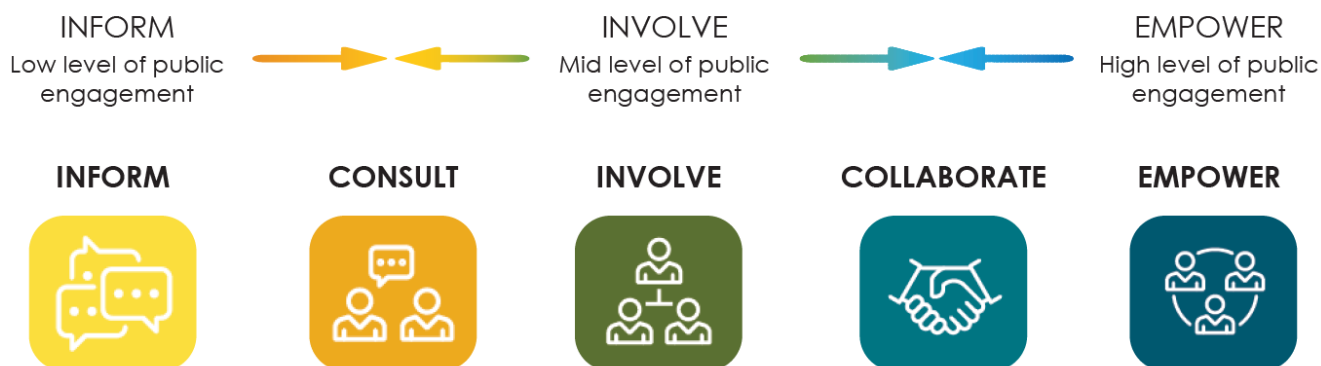 INFORM
Low level of public
engagement
INVOLVE
Mid level of public
engagement
EMPOWER
High level of public
engagement
INFORM
CONSULT
INVOLVE
COLLABORATE
EMPOWER